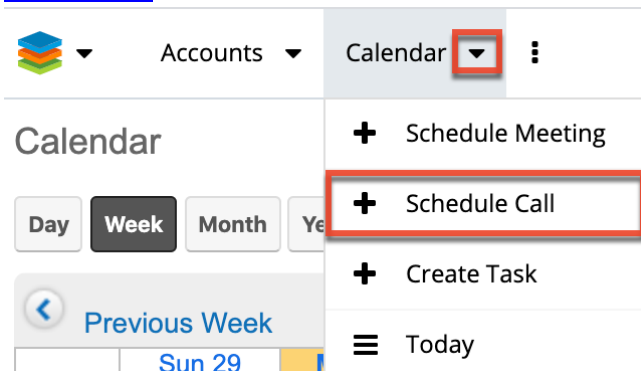 Accounts Calendar
Calendar
Schedule Meeting
Day Week Month
Schedule Call
Create Task
Previous Week
Today
Sun 29